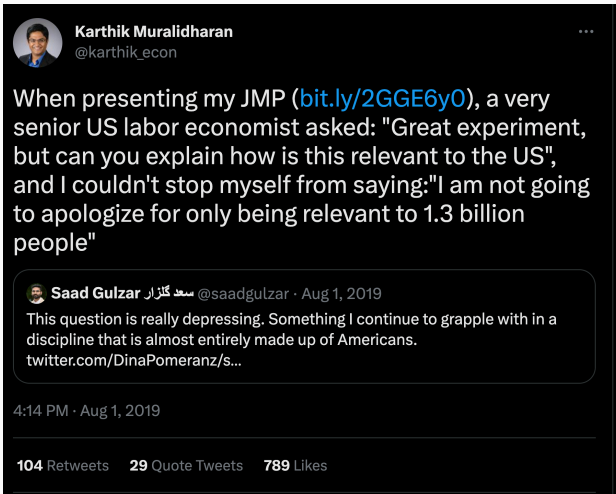 Karthik Muralidharan
@karthik_econ
When presenting my JMP (bit.ly/2GGE6y0), a very
senior US labor economist asked: "Great experiment,
but can you explain how is this relevant to the US",
and I couldn't stop myself from saying:"I am not going
to apologize for only being relevant to 1.3 billion
people"
Saad Gulzar سعد گلزار @saadgulzar · Aug 1, 2019
This question is really depressing. Something I continue to grapple with in a
discipline that is almost entirely made up of Americans.
twitter.com/DinaPomeranz/s...
4:14 PM · Aug 1, 2019
104 Retweets 29 Quote Tweets 789 Likes